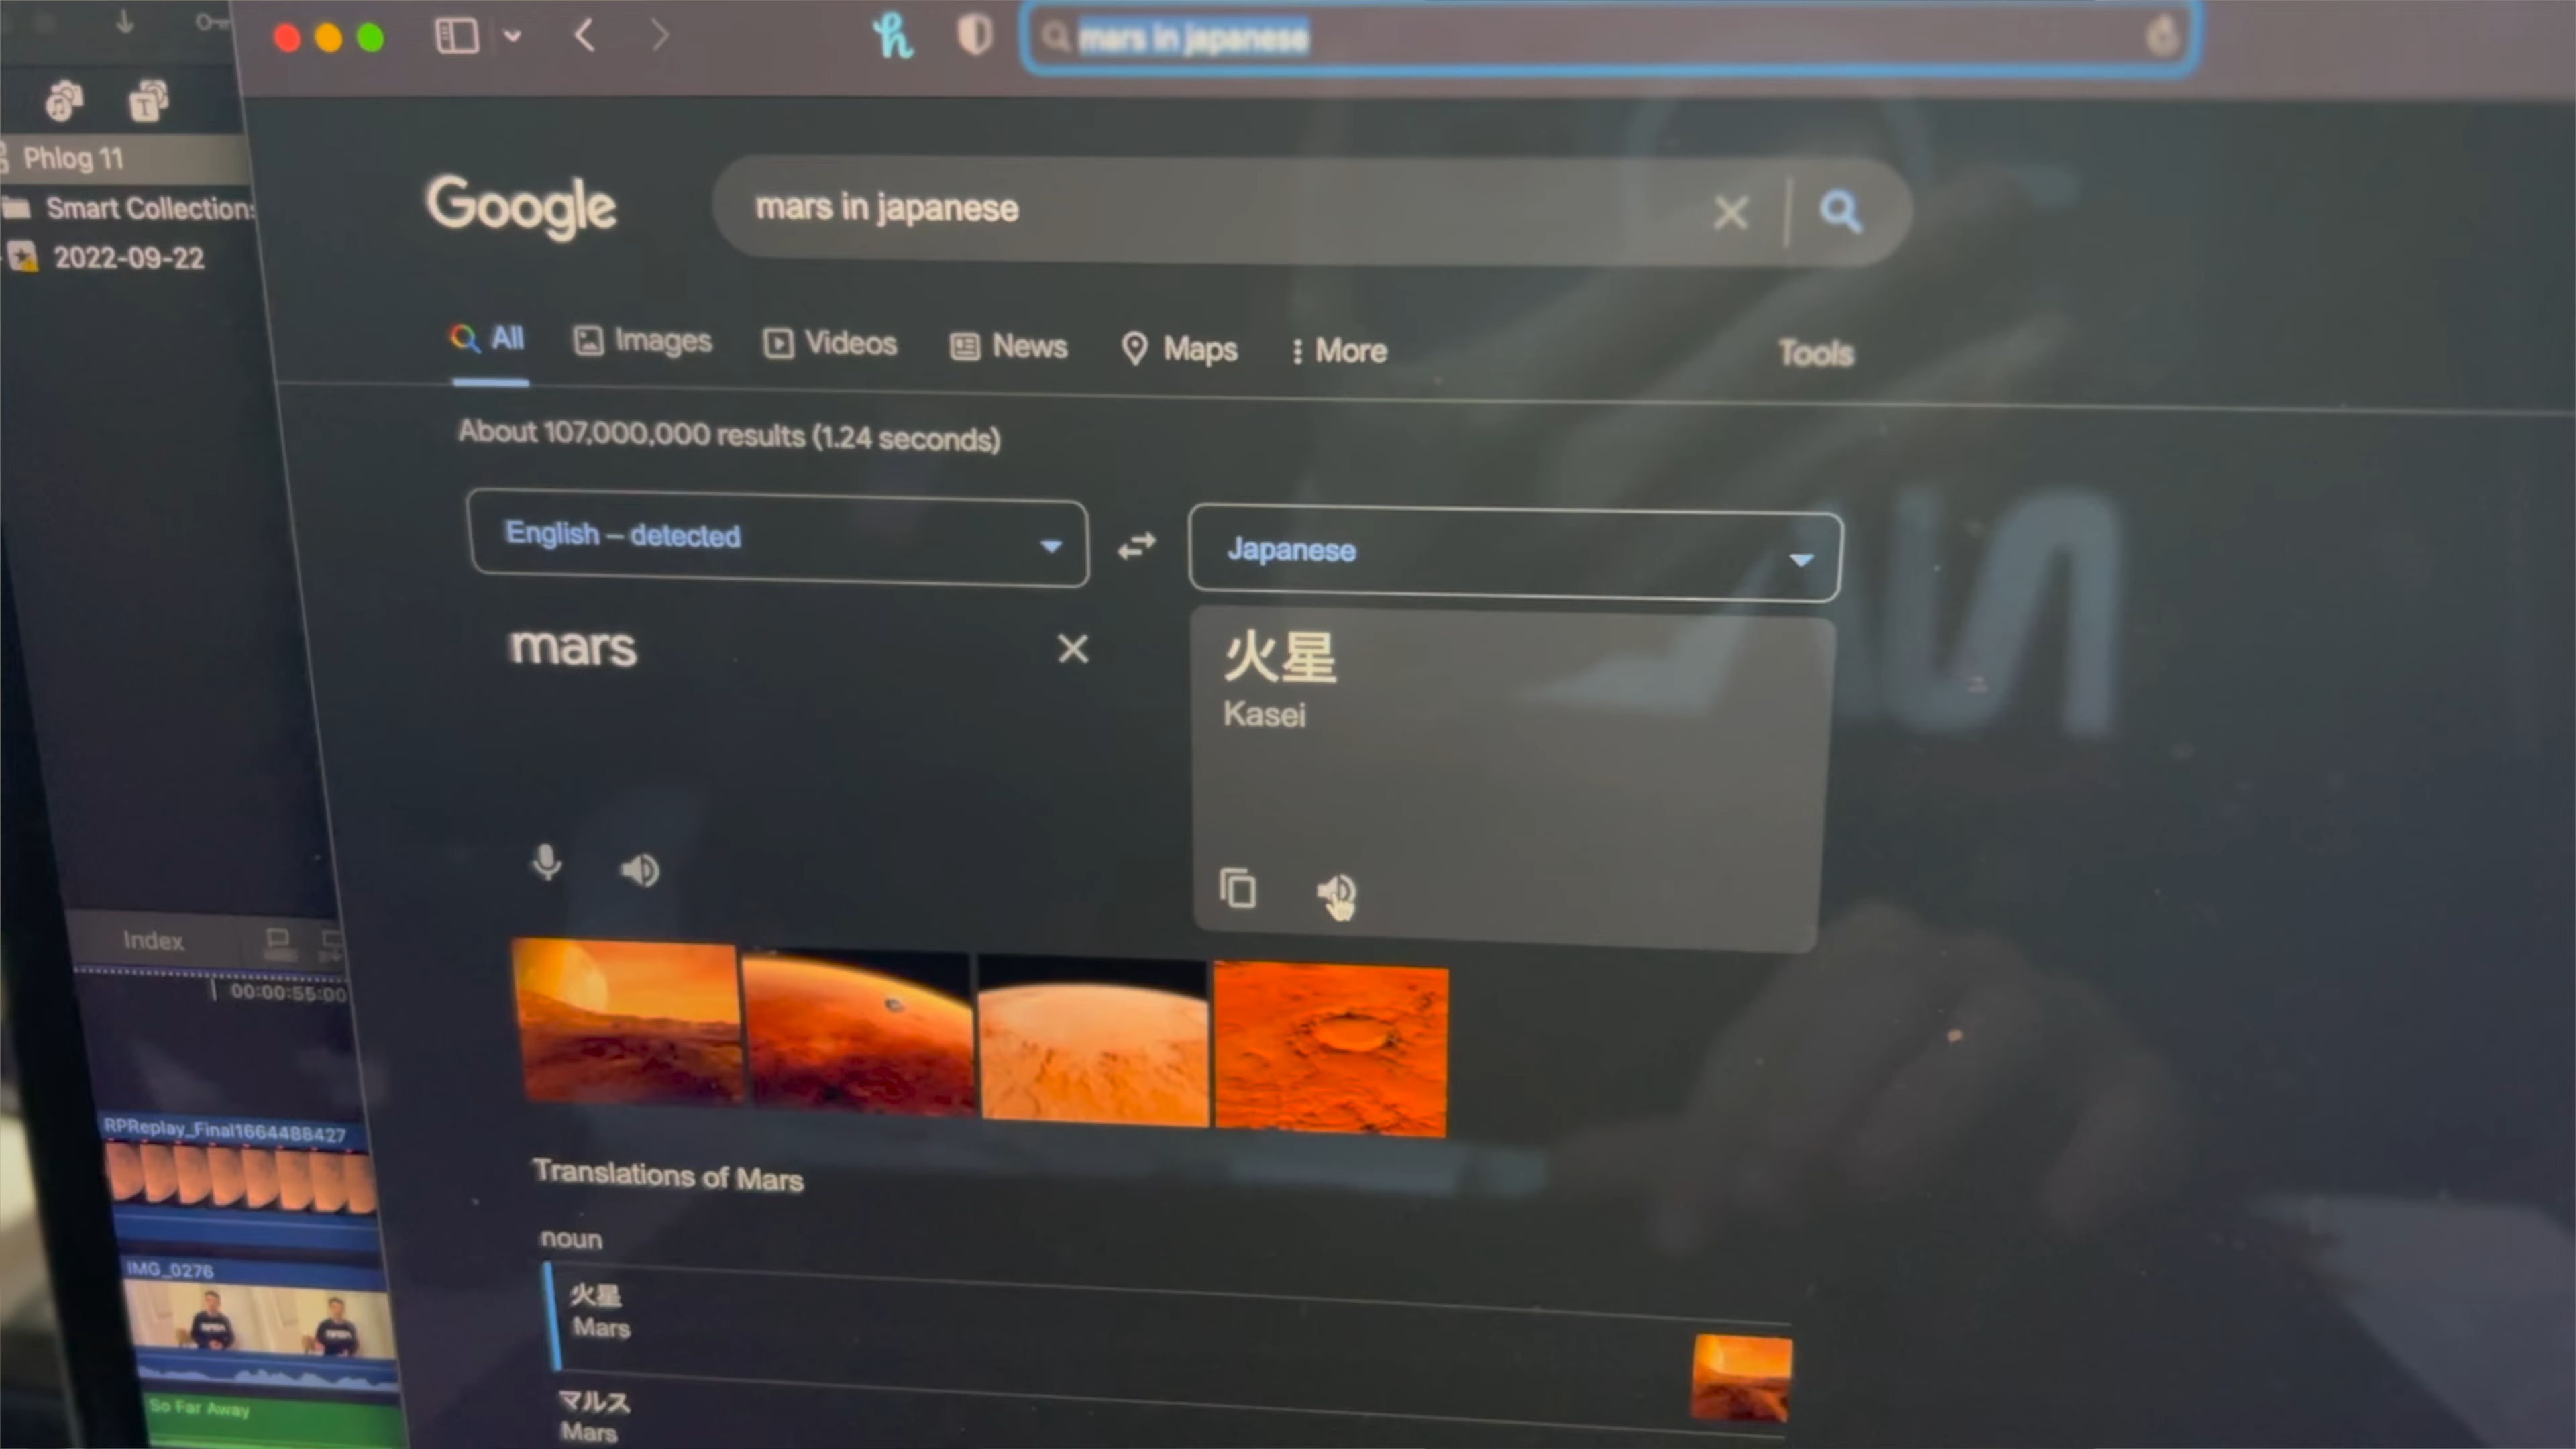 mars in japanese
Phlog 11
Smart Collections
2022-09-22
Google
mars in japanese
All
Images
Videos
News
Maps
More
Tools
About 107,000,000 results (1.24 seconds)
English – detected
Japanese
mars
火星
Kasei
Index
00:00:55:00
RPReplay_Final1664488427
IMG_0276
So Far Away
Translations of Mars
noun
火星
Mars
マルス
Mars